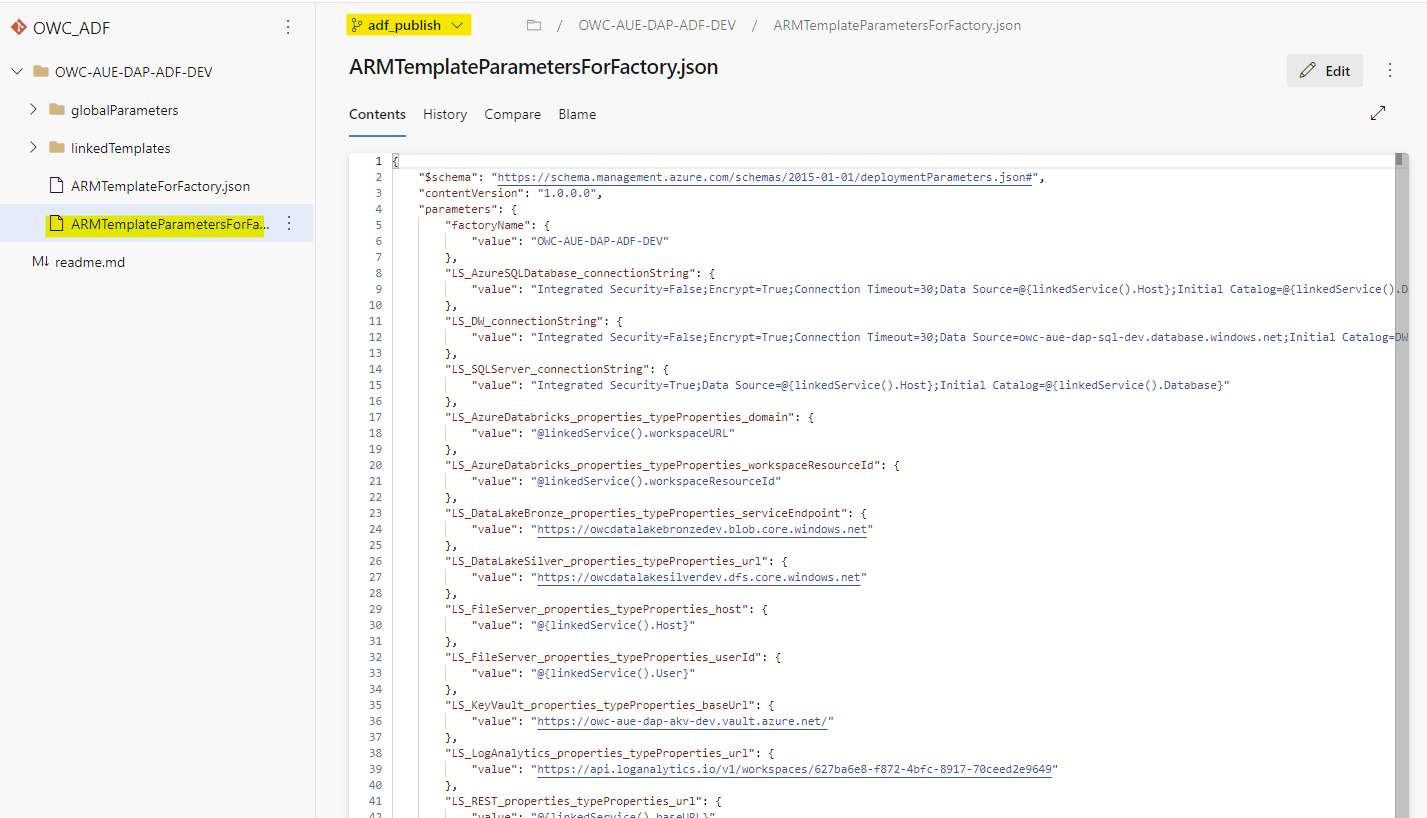 OWC_ADF
OWC-AUE-DAP-ADF-DEV
globalParameters
linkedTemplates
ARMTemplateForFactory.json
ARMTemplateParametersForFa...
M↓ readme.md
adf_publish
/ OWC-AUE-DAP-ADF-DEV / ARMTemplateParametersForFactory.json
ARMTemplateParametersForFactory.json
Edit
Contents History Compare Blame
1 {
2 "$schema": "https://schema.management.azure.com/schemas/2015-01-01/deploymentParameters.json#",
3 "contentVersion": "1.0.0.0",
4 "parameters": {
5 "factoryName": {
6 "value": "OWC-AUE-DAP-ADF-DEV"
7 },
8 "LS_AzureSQLDatabase_connectionString": {
9 "value": "Integrated Security=False;Encrypt=True;Connection Timeout=30;Data Source=@{linkedService().Host};Initial Catalog=@{linkedService().D
10 },
11 "LS_DW_connectionString": {
12 "value": "Integrated Security=False;Encrypt=True;Connection Timeout=30;Data Source=owc-aue-dap-sql-dev.database.windows.net;Initial Catalog=DW
13 },
14 "LS_SQLServer_connectionString": {
15 "value": "Integrated Security=True;Data Source=@{linkedService().Host};Initial Catalog=@{linkedService().Database}"
16 },
17 "LS_AzureDatabricks_properties_typeProperties_domain": {
18 "value": "@linkedService().workspaceURL"
19 },
20 "LS_AzureDatabricks_properties_typeProperties_workspaceResourceId": {
21 "value": "@linkedService().workspaceResourceId"
22 },
23 "LS_DataLakeBronze_properties_typeProperties_serviceEndpoint": {
24 "value": "https://owcdatalakebronzedev.blob.core.windows.net"
25 },
26 "LS_DataLakeSilver_properties_typeProperties_url": {
27 "value": "https://owcdatalakesilverdev.dfs.core.windows.net"
28 },
29 "LS_FileServer_properties_typeProperties_host": {
30 "value": "@{linkedService().Host}"
31 },
32 "LS_FileServer_properties_typeProperties_userId": {
33 "value": "@{linkedService().User}"
34 },
35 "LS_KeyVault_properties_typeProperties_baseUrl": {
36 "value": "https://owc-aue-dap-akv-dev.vault.azure.net/"
37 },
38 "LS_LogAnalytics_properties_typeProperties_url": {
39 "value": "https://api.loganalytics.io/v1/workspaces/627ba6e8-f872-4bfc-8917-70ceed2e9649"
40 },
41 "LS_REST_properties_typeProperties_url": {
42 "value": "@{linkedService().baseURL}"